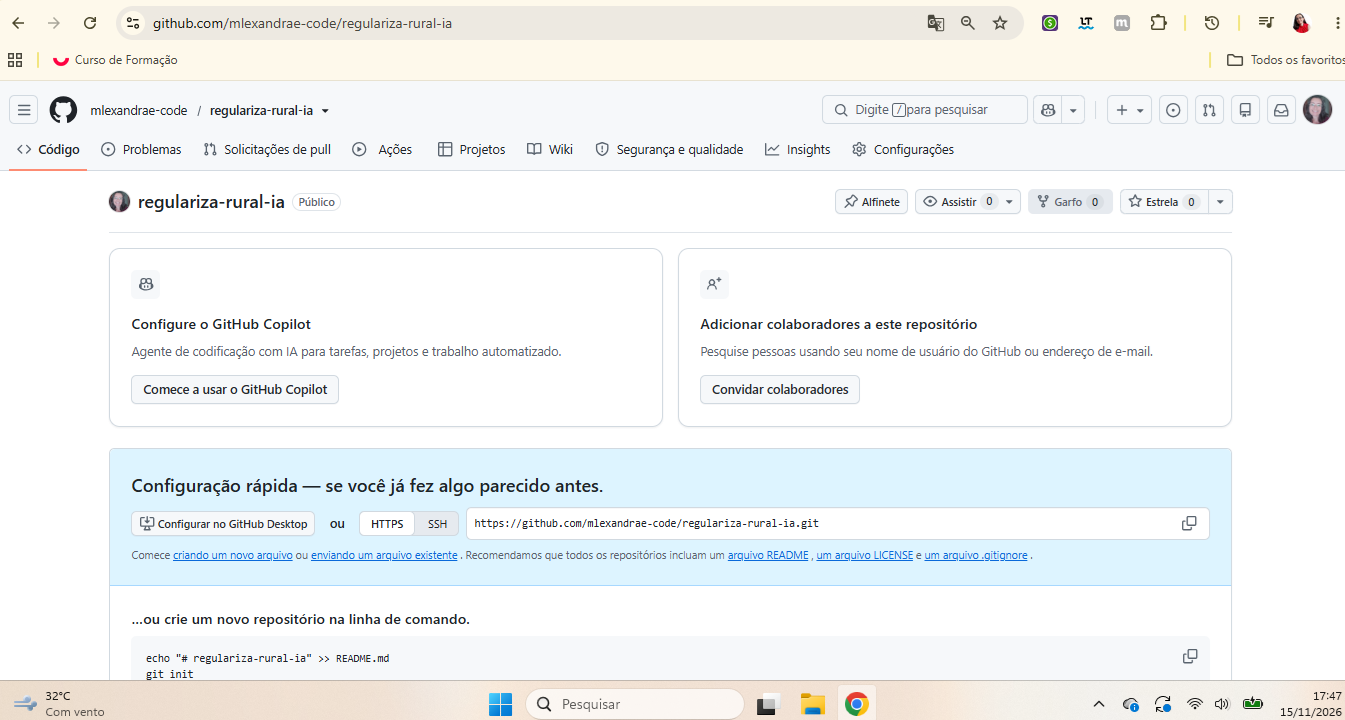 github.com/mlexandrae-code/regulariza-rural-ia
Curso de Formação
Todos os favoritos
mlexandrae-code / regulariza-rural-ia
Digite / para pesquisar
Código Problemas Solicitações de pull Ações Projetos Wiki Segurança e qualidade Insights Configurações
regulariza-rural-ia Público
Alfinete Assistir 0 Garfo 0 Estrela 0
Configure o GitHub Copilot
Agente de codificação com IA para tarefas, projetos e trabalho automatizado.
Comece a usar o GitHub Copilot
Adicionar colaboradores a este repositório
Pesquise pessoas usando seu nome de usuário do GitHub ou endereço de e-mail.
Convidar colaboradores
Configuração rápida — se você já fez algo parecido antes.
Configurar no GitHub Desktop ou HTTPS SSH https://github.com/mlexandrae-code/regulariza-rural-ia.git
Comece criando um novo arquivo ou enviando um arquivo existente . Recomendamos que todos os repositórios incluam um arquivo README , um arquivo LICENSE e um arquivo .gitignore .
...ou crie um novo repositório na linha de comando.
echo "# regulariza-rural-ia" >> README.md
git init
32°C
Com vento
Pesquisar
17:47
15/11/2026